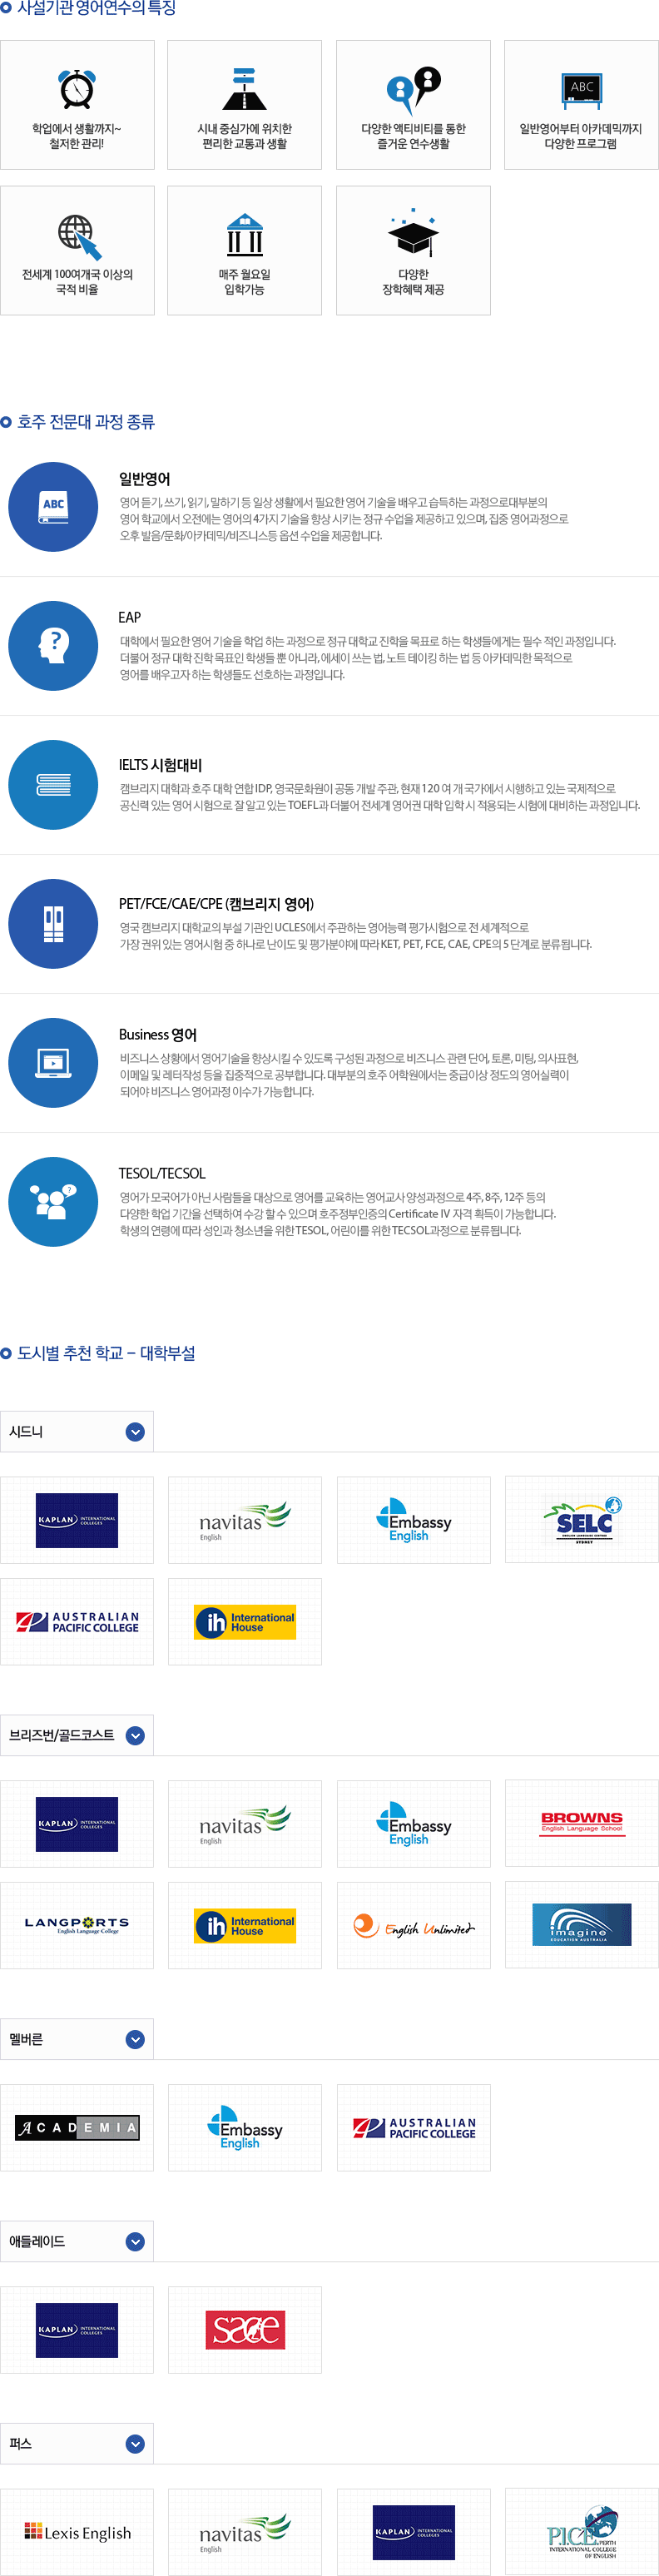 사설기관 영어연수의 특징
학업에서 생활까지~
철저한 관리!
시내 중심가에 위치한
편리한 교통과 생활
다양한 액티비티를 통한
즐거운 연수생활
ABC
일반영어부터 아카데믹까지
다양한 프로그램
전세계 100여개국 이상의
국적 비율
매주 월요일
입학가능
다양한
장학혜택 제공
호주 전문대 과정 종류
ABC
일반영어
영어 듣기, 쓰기, 읽기, 말하기 등 일상 생활에서 필요한 영어 기술을 배우고 습득하는 과정으로대부분의
영어 학교에서 오전에는 영어의 4가지 기술을 향상 시키는 정규 수업을 제공하고 있으며, 집중 영어과정으로
오후 발음/문화/아카데믹/비즈니스등 옵션 수업을 제공합니다.
?
EAP
대학에서 필요한 영어 기술을 학업 하는 과정으로 정규 대학교 진학을 목표로 하는 학생들에게는 필수 적인 과정입니다.
더불어 정규 대학 진학 목표인 학생들 뿐 아니라, 에세이 쓰는 법, 노트 테이킹 하는 법 등 아카데믹한 목적으로
영어를 배우고자 하는 학생들도 선호하는 과정입니다.
IELTS 시험대비
캠브리지 대학과 호주 대학 연합 IDP, 영국문화원이 공동 개발 주관, 현재 120 여 개 국가에서 시행하고 있는 국제적으로
공신력 있는 영어 시험으로 잘 알고 있는 TOEFL과 더불어 전세계 영어권 대학 입학 시 적용되는 시험에 대비하는 과정입니다.
PET/FCE/CAE/CPE (캠브리지 영어)
영국 캠브리지 대학교의 부설 기관인 UCLES에서 주관하는 영어능력 평가시험으로 전 세계적으로
가장 권위 있는 영어시험 중 하나로 난이도 및 평가분야에 따라 KET, PET, FCE, CAE, CPE의 5 단계로 분류됩니다.
Business 영어
비즈니스 상황에서 영어기술을 향상시킬 수 있도록 구성된 과정으로 비즈니스 관련 단어, 토론, 미팅, 의사표현,
이메일 및 레터작성 등을 집중적으로 공부합니다. 대부분의 호주 어학원에서는 중급이상 정도의 영어실력이
되어야 비즈니스 영어과정 이수가 가능합니다.
?
TESOL/TECSOL
영어가 모국어가 아닌 사람들을 대상으로 영어를 교육하는 영어교사 양성과정으로 4주, 8주, 12주 등의
다양한 학업 기간을 선택하여 수강 할 수 있으며 호주정부인증의 Certificate IV 자격 획득이 가능합니다.
학생의 연령에 따라 성인과 청소년을 위한 TESOL, 어린이를 위한 TECSOL과정으로 분류됩니다.
도시별 추천 학교 - 대학부설
시드니
KAPLAN INTERNATIONAL COLLEGES
navitas
English
Embassy
English
SELC
ENGLISH LANGUAGE CENTRES
SYDNEY
AUSTRALIAN
PACIFIC COLLEGE
ih International
House
브리즈번/골드코스트
KAPLAN INTERNATIONAL COLLEGES
navitas
English
Embassy
English
BROWNS
English Language School
LANGPORTS
English Language College
ih International
House
English Unlimited
imagine
EDUCATION AUSTRALIA
멜버른
ACADEMIA
Embassy
English
AUSTRALIAN
PACIFIC COLLEGE
애들레이드
KAPLAN INTERNATIONAL COLLEGES
sace
퍼스
Lexis English
navitas
English
KAPLAN INTERNATIONAL COLLEGES
P.I.C.E
PERTH
INTERNATIONAL COLLEGE
OF ENGLISH